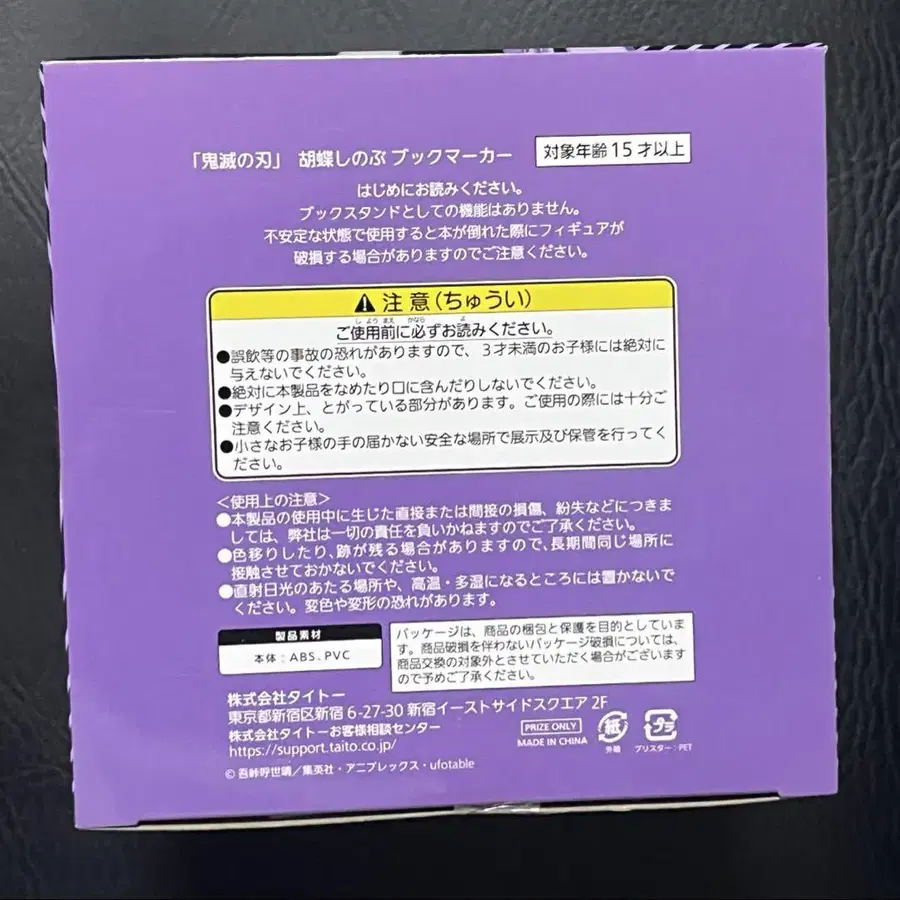 「鬼滅の刃」 胡蝶しのぶ ブックマーカー
対象年齢15才以上
はじめにお読みください。
ブックスタンドとしての機能はありません。
不安定な状態で使用すると本が倒れた際にフィギュアが
破損する場合がありますのでご注意ください。
注意(ちゅうい)
しようまえ かなら よ
ご使用前に必ずお読みください。
●誤飲等の事故の恐れがありますので、3才未満のお子様には絶対に
与えないでください。
●絶対に本製品をなめたり口に含んだりしないでください。
●デザイン上、とがっている部分があります。ご使用の際には十分ご
注意ください。
●小さなお子様の手の届かない安全な場所で展示及び保管を行ってく
ださい。
<使用上の注意>
●本製品の使用中に生じた直接または間接の損傷、紛失などにつきま
しては、弊社は一切の責任を負いかねますのでご了承ください。
●色移りしたり、跡が残る場合がありますので、長期間同じ場所に
接触させておかないでください。
●直射日光のあたる場所や、高温・多湿になるところには置かないで
ください。変色や変形の恐れがあります。
製品素材
本体:ABS、PVC
パッケージは、商品の梱包と保護を目的としていま
す。商品破損を伴わないパッケージ破損については、
商品交換の対象外とさせていただく場合がございます
ので予めご了承ください。
株式会社タイトー
東京都新宿区新宿6-27-30 新宿イーストサイドスクエア 2F
株式会社タイトーお客様相談センター
https://support.taito.co.jp/
PRIZE ONLY
MADE IN CHINA
紙
外箱
プラ
ブリスター:PET
© 吾峠呼世晴/集英社・アニプレックス・ufotable